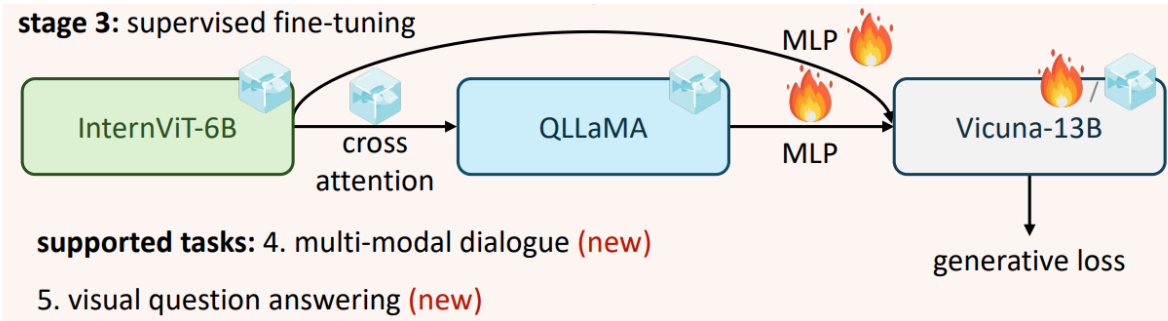 stage 3: supervised fine-tuning
MLP
InternViT-6B
QLLaMA
/
Vicuna-13B
cross
attention
MLP
supported tasks: 4. multi-modal dialogue (new)
generative loss
5. visual question answering (new)